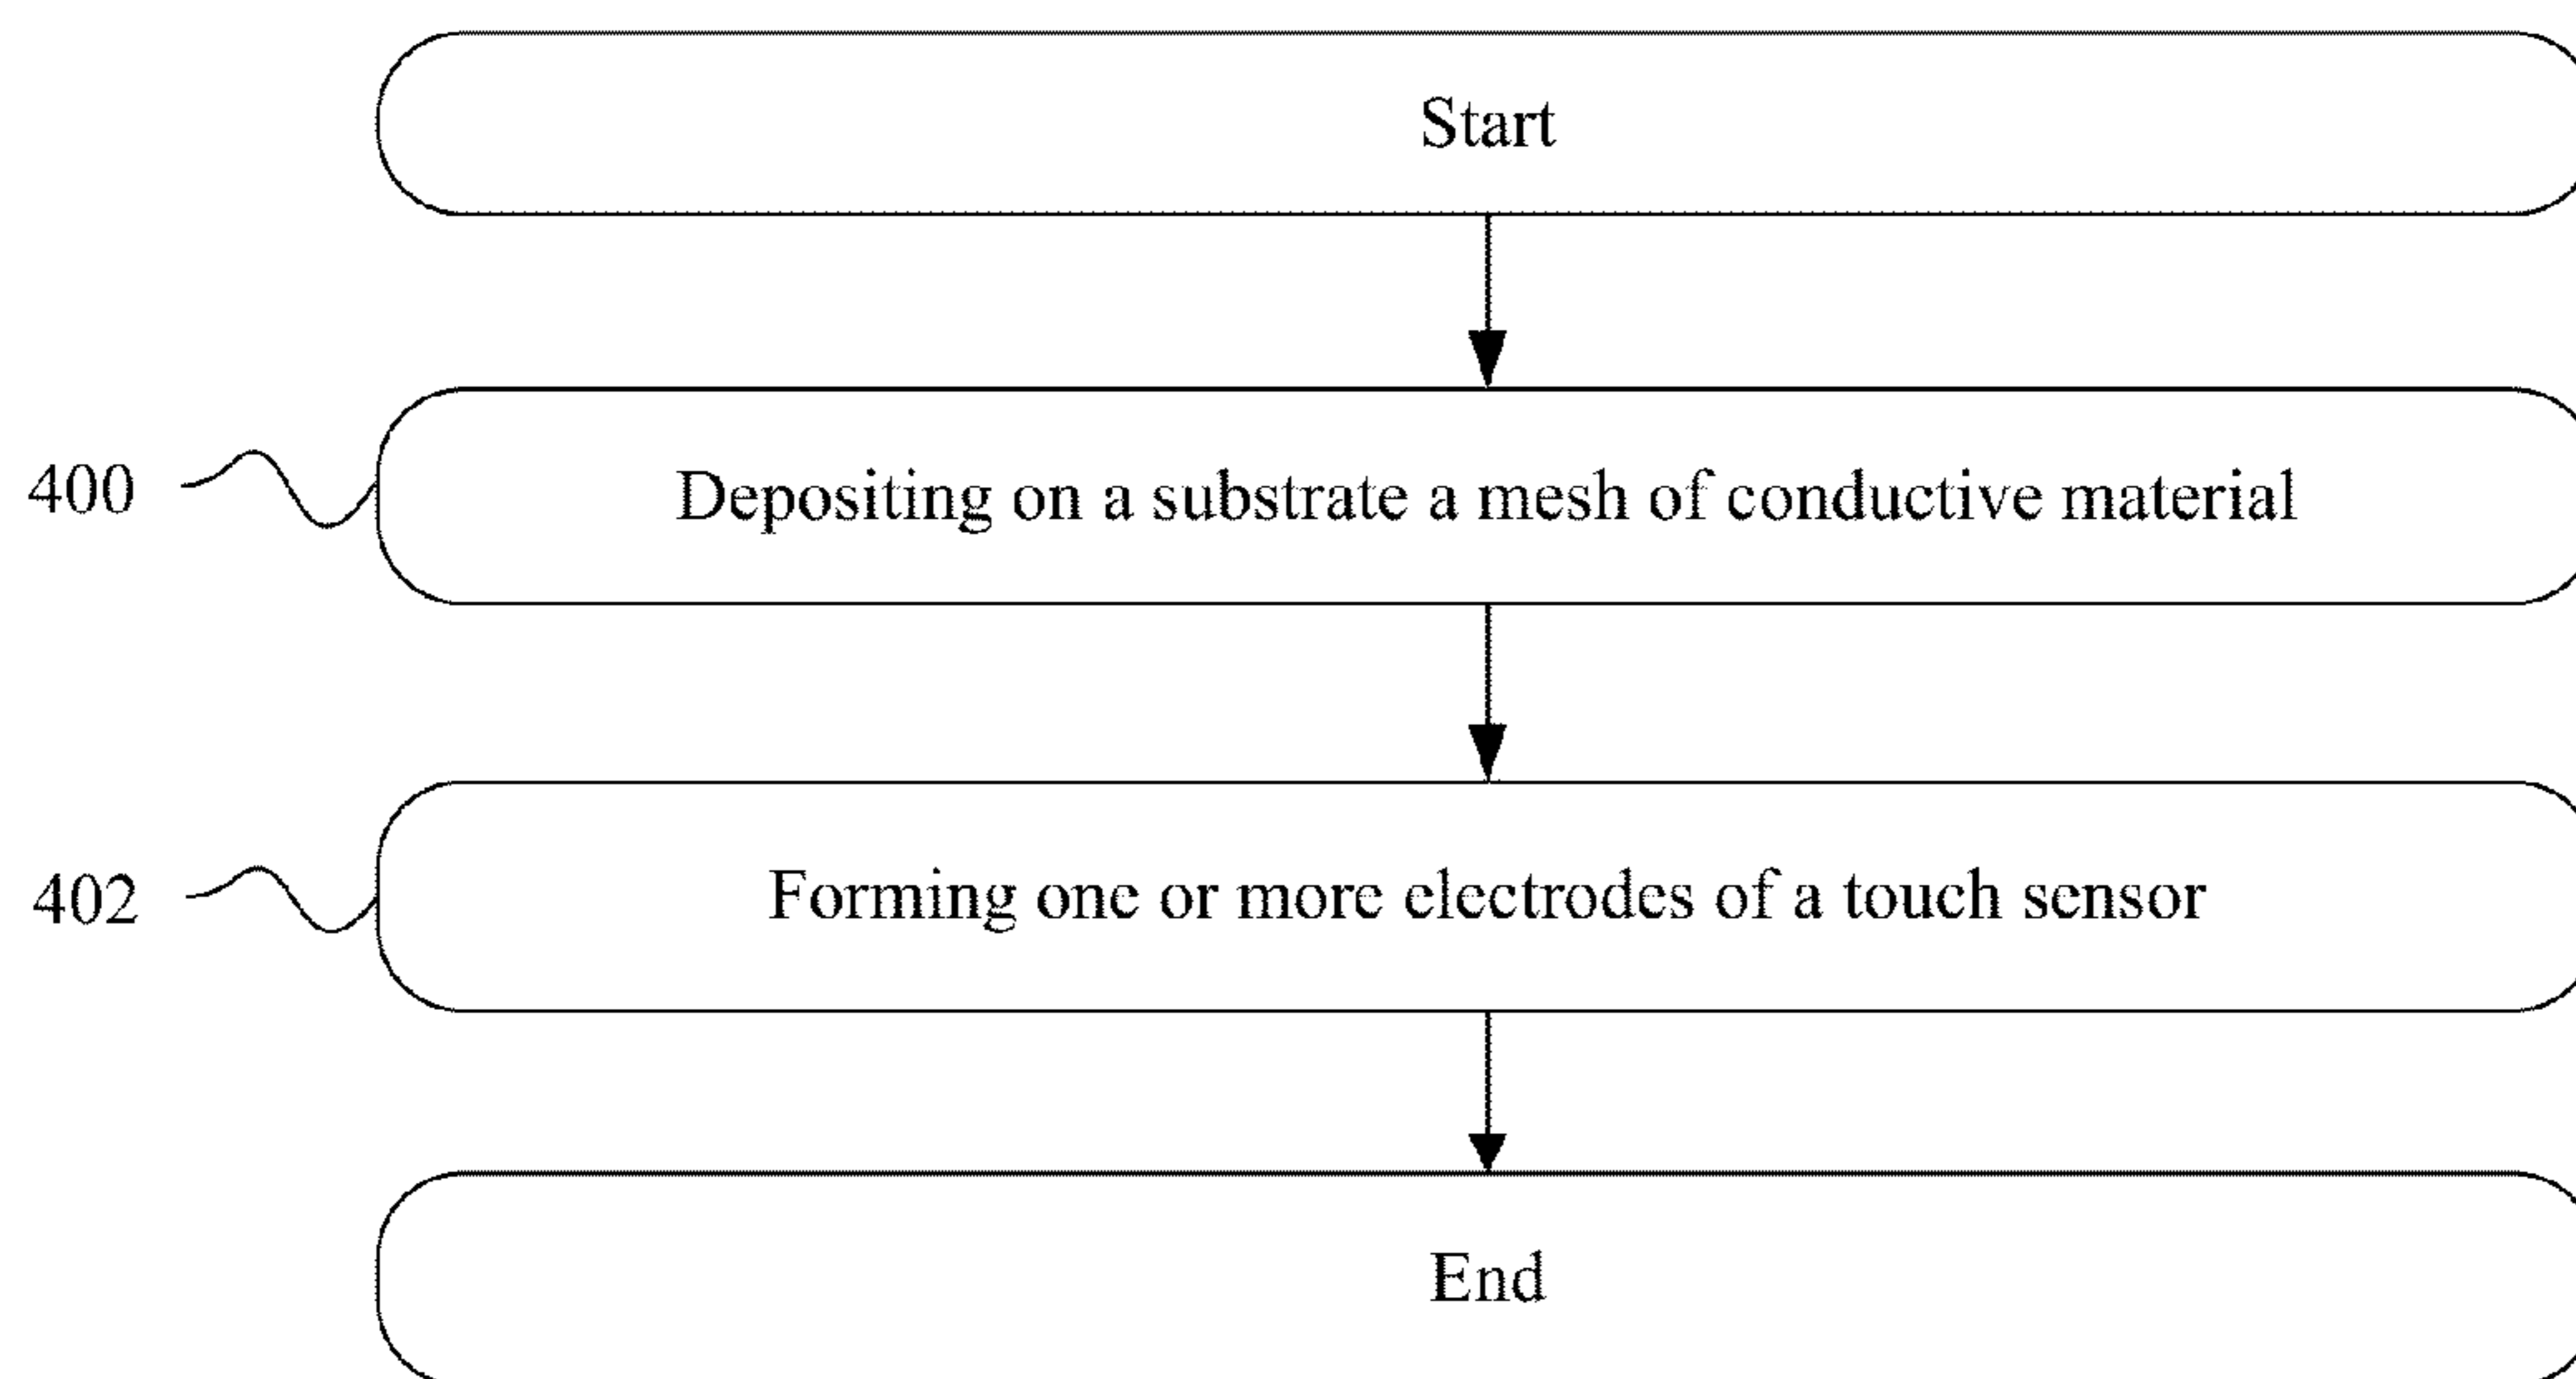 Start
400 Depositing on a substrate a mesh of conductive material
402 Forming one or more electrodes of a touch sensor
End